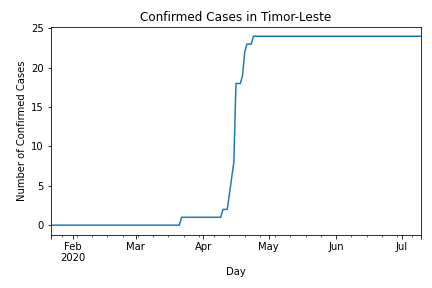 Confirmed Cases in Timor-Leste
Number of Confirmed Cases
25
20
15
10
5
0
Feb Mar Apr May Jun Jul
2020
Day